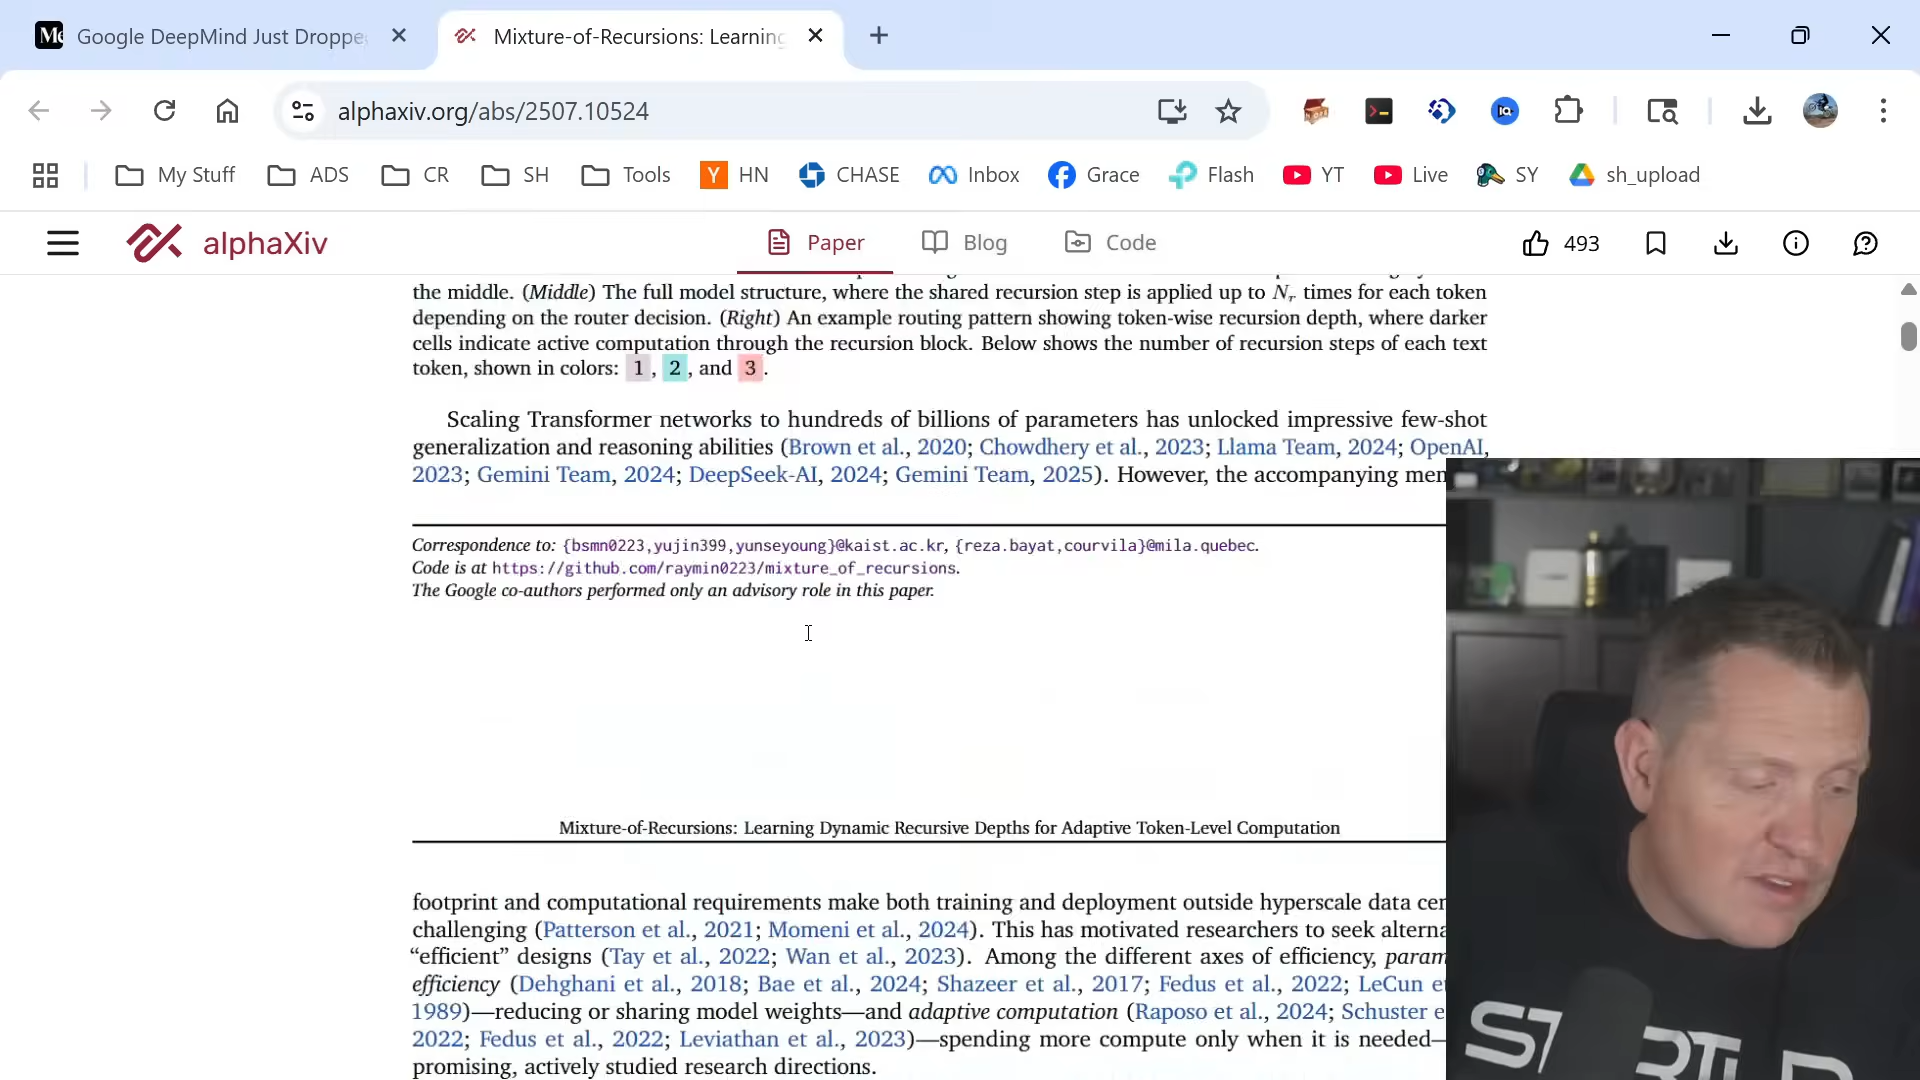 Google DeepMind Just Droppe
Mixture-of-Recursions: Learning
alphaxiv.org/abs/2507.10524
My Stuff
ADS
CR
SH
Tools
HN
CHASE
Inbox
Grace
Flash
YT
Live
SY
sh_upload
alphaXiv
Paper
Blog
Code
493
the middle. (Middle) The full model structure, where the shared recursion step is applied up to Nr times for each token
depending on the router decision. (Right) An example routing pattern showing token-wise recursion depth, where darker
cells indicate active computation through the recursion block. Below shows the number of recursion steps of each text
token, shown in colors: 1, 2, and 3.
Scaling Transformer networks to hundreds of billions of parameters has unlocked impressive few-shot
generalization and reasoning abilities (Brown et al., 2020; Chowdhery et al., 2023; Llama Team, 2024; OpenAI,
2023; Gemini Team, 2024; DeepSeek-AI, 2024; Gemini Team, 2025). However, the accompanying mem
Correspondence to: {bsmn0223,yujin399,yunseyoung}@kaist.ac.kr, {reza.bayat,courvila}@mila.quebec.
Code is at https://github.com/raymin0223/mixture_of_recursions.
The Google co-authors performed only an advisory role in this paper.
Mixture-of-Recursions: Learning Dynamic Recursive Depths for Adaptive Token-Level Computation
footprint and computational requirements make both training and deployment outside hyperscale data cen
challenging (Patterson et al., 2021; Momeni et al., 2024). This has motivated researchers to seek alterna
“efficient” designs (Tay et al., 2022; Wan et al., 2023). Among the different axes of efficiency, param
efficiency (Dehghani et al., 2018; Bae et al., 2024; Shazeer et al., 2017; Fedus et al., 2022; LeCun et
1989)—reducing or sharing model weights—and adaptive computation (Raposo et al., 2024; Schuster e
2022; Fedus et al., 2022; Leviathan et al., 2023)—spending more compute only when it is needed—
promising, actively studied research directions.